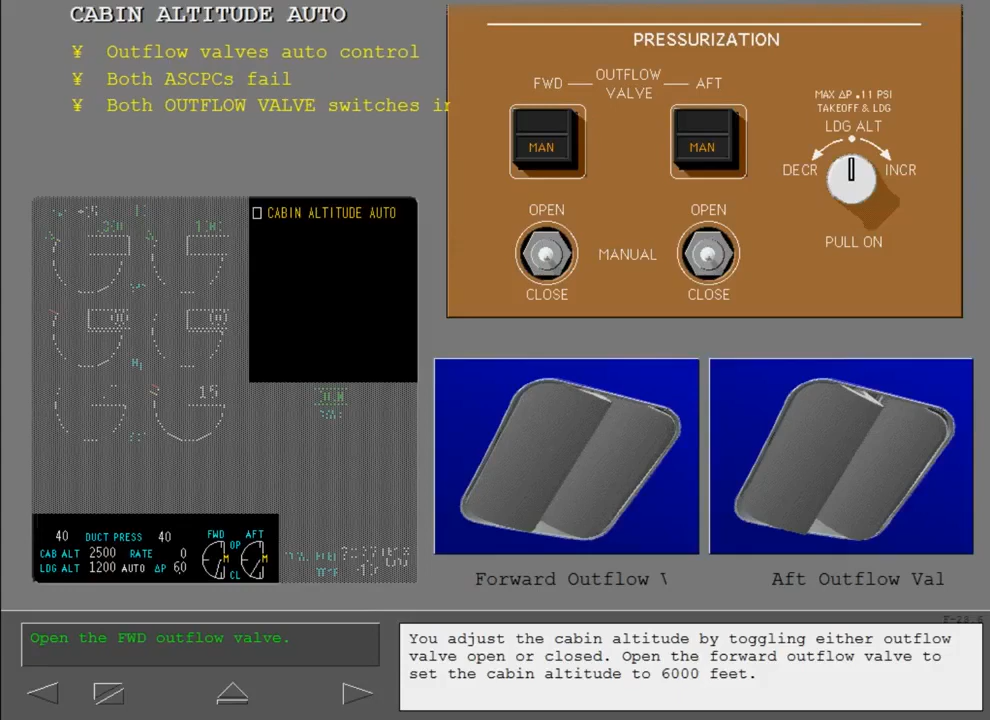 CABIN ALTITUDE AUTO
¥ Outflow valves auto control
¥ Both ASCPCs fail
¥ Both OUTFLOW VALVE switches in
PRESSURIZATION
FWD OUTFLOW VALVE AFT
MAN MAN
MAX ΔP .11 PSI
TAKEOFF & LDG
LDG ALT
DECR INCR
PULL ON
OPEN OPEN
MANUAL
CLOSE CLOSE
CABIN ALTITUDE AUTO
15
40 DUCT PRESS 40
CAB ALT 2500 RATE 0
LDG ALT 1200 AUTO ΔP 60
FWD AFT
OP
M M
CL
Forward Outflow V
Aft Outflow Val
Open the FWD outflow valve.
You adjust the cabin altitude by toggling either outflow
valve open or closed. Open the forward outflow valve to
set the cabin altitude to 6000 feet.